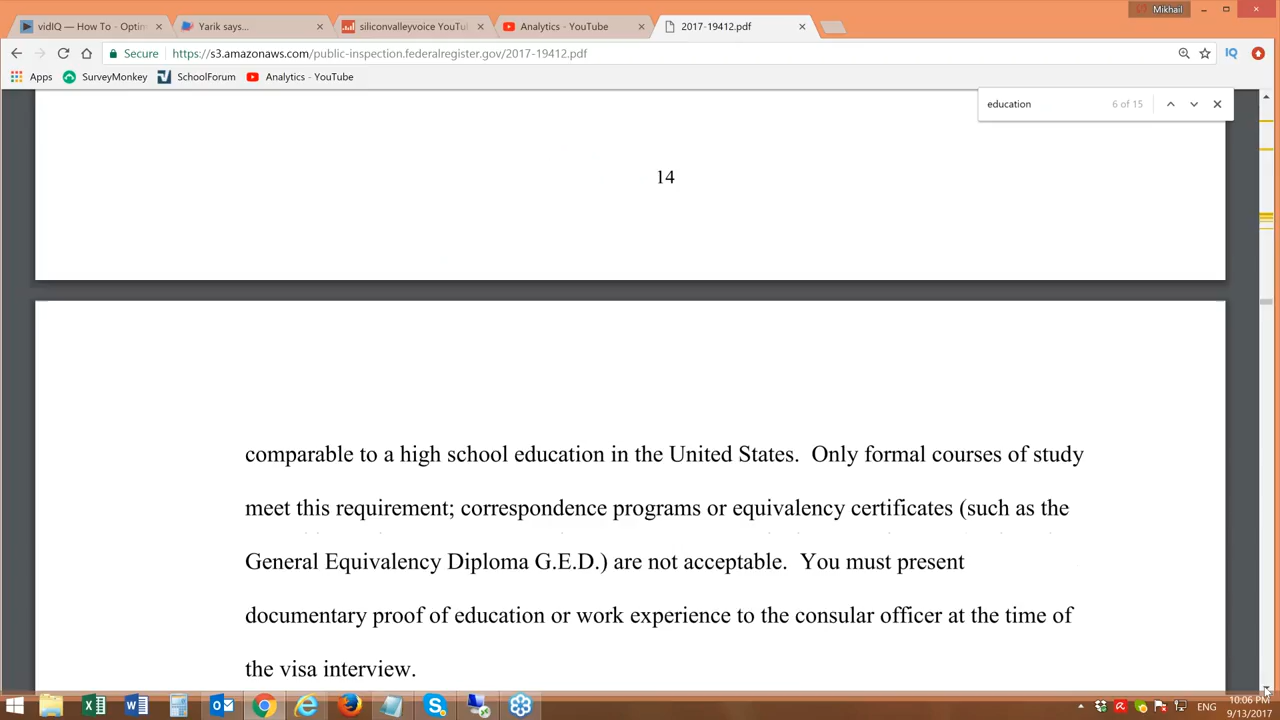 Mikhail
vidIQ — How To - Optim
Yarik says...
siliconvalleyvoice YouTu
Analytics - YouTube
2017-19412.pdf
Secure
https://s3.amazonaws.com/public-inspection.federalregister.gov/2017-19412.pdf
IQ
Apps
SurveyMonkey
SchoolForum
Analytics - YouTube
education
6 of 15
14
comparable to a high school education in the United States. Only formal courses of study
meet this requirement; correspondence programs or equivalency certificates (such as the
General Equivalency Diploma G.E.D.) are not acceptable. You must present
documentary proof of education or work experience to the consular officer at the time of
the visa interview.
ENG
10:06 PM
9/13/2017